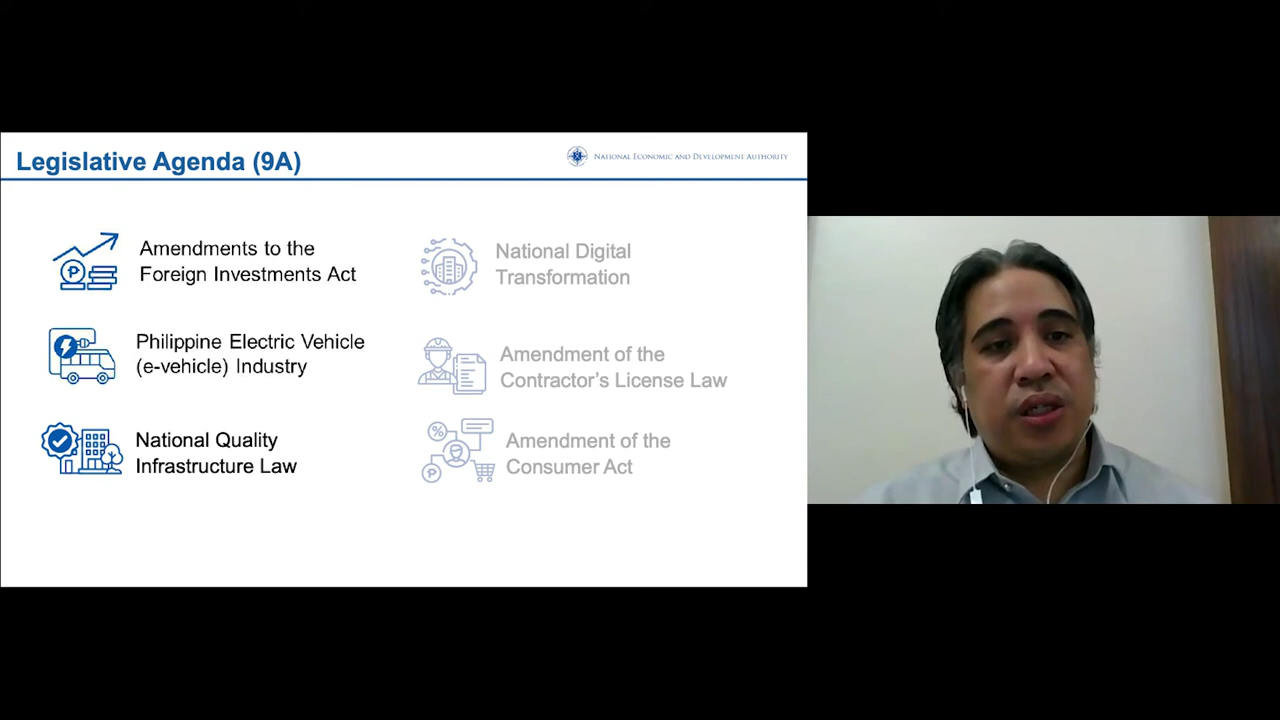 Legislative Agenda (9A)
NATIONAL ECONOMIC AND DEVELOPMENT AUTHORITY
Amendments to the
Foreign Investments Act
Philippine Electric Vehicle
(e-vehicle) Industry
National Quality
Infrastructure Law
National Digital
Transformation
Amendment of the
Contractor's License Law
Amendment of the
Consumer Act